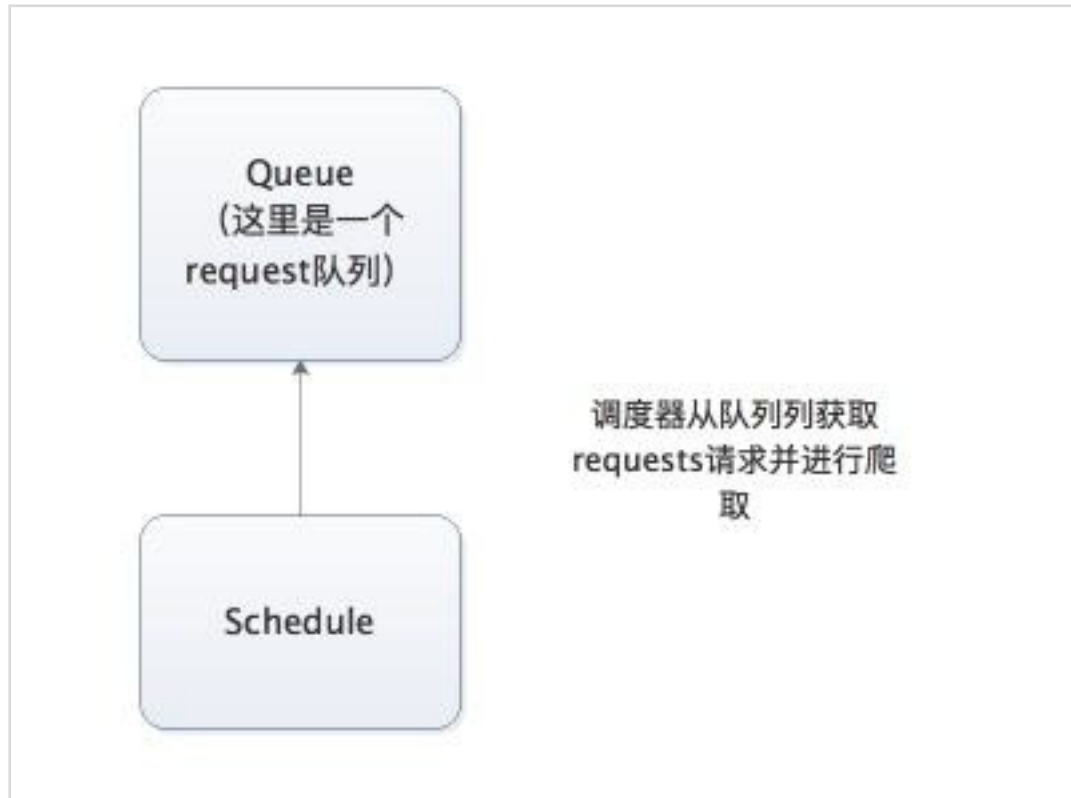 Queue
（这里是一个
request队列）
调度器从队列列获取
requests请求并进行爬
取
Schedule